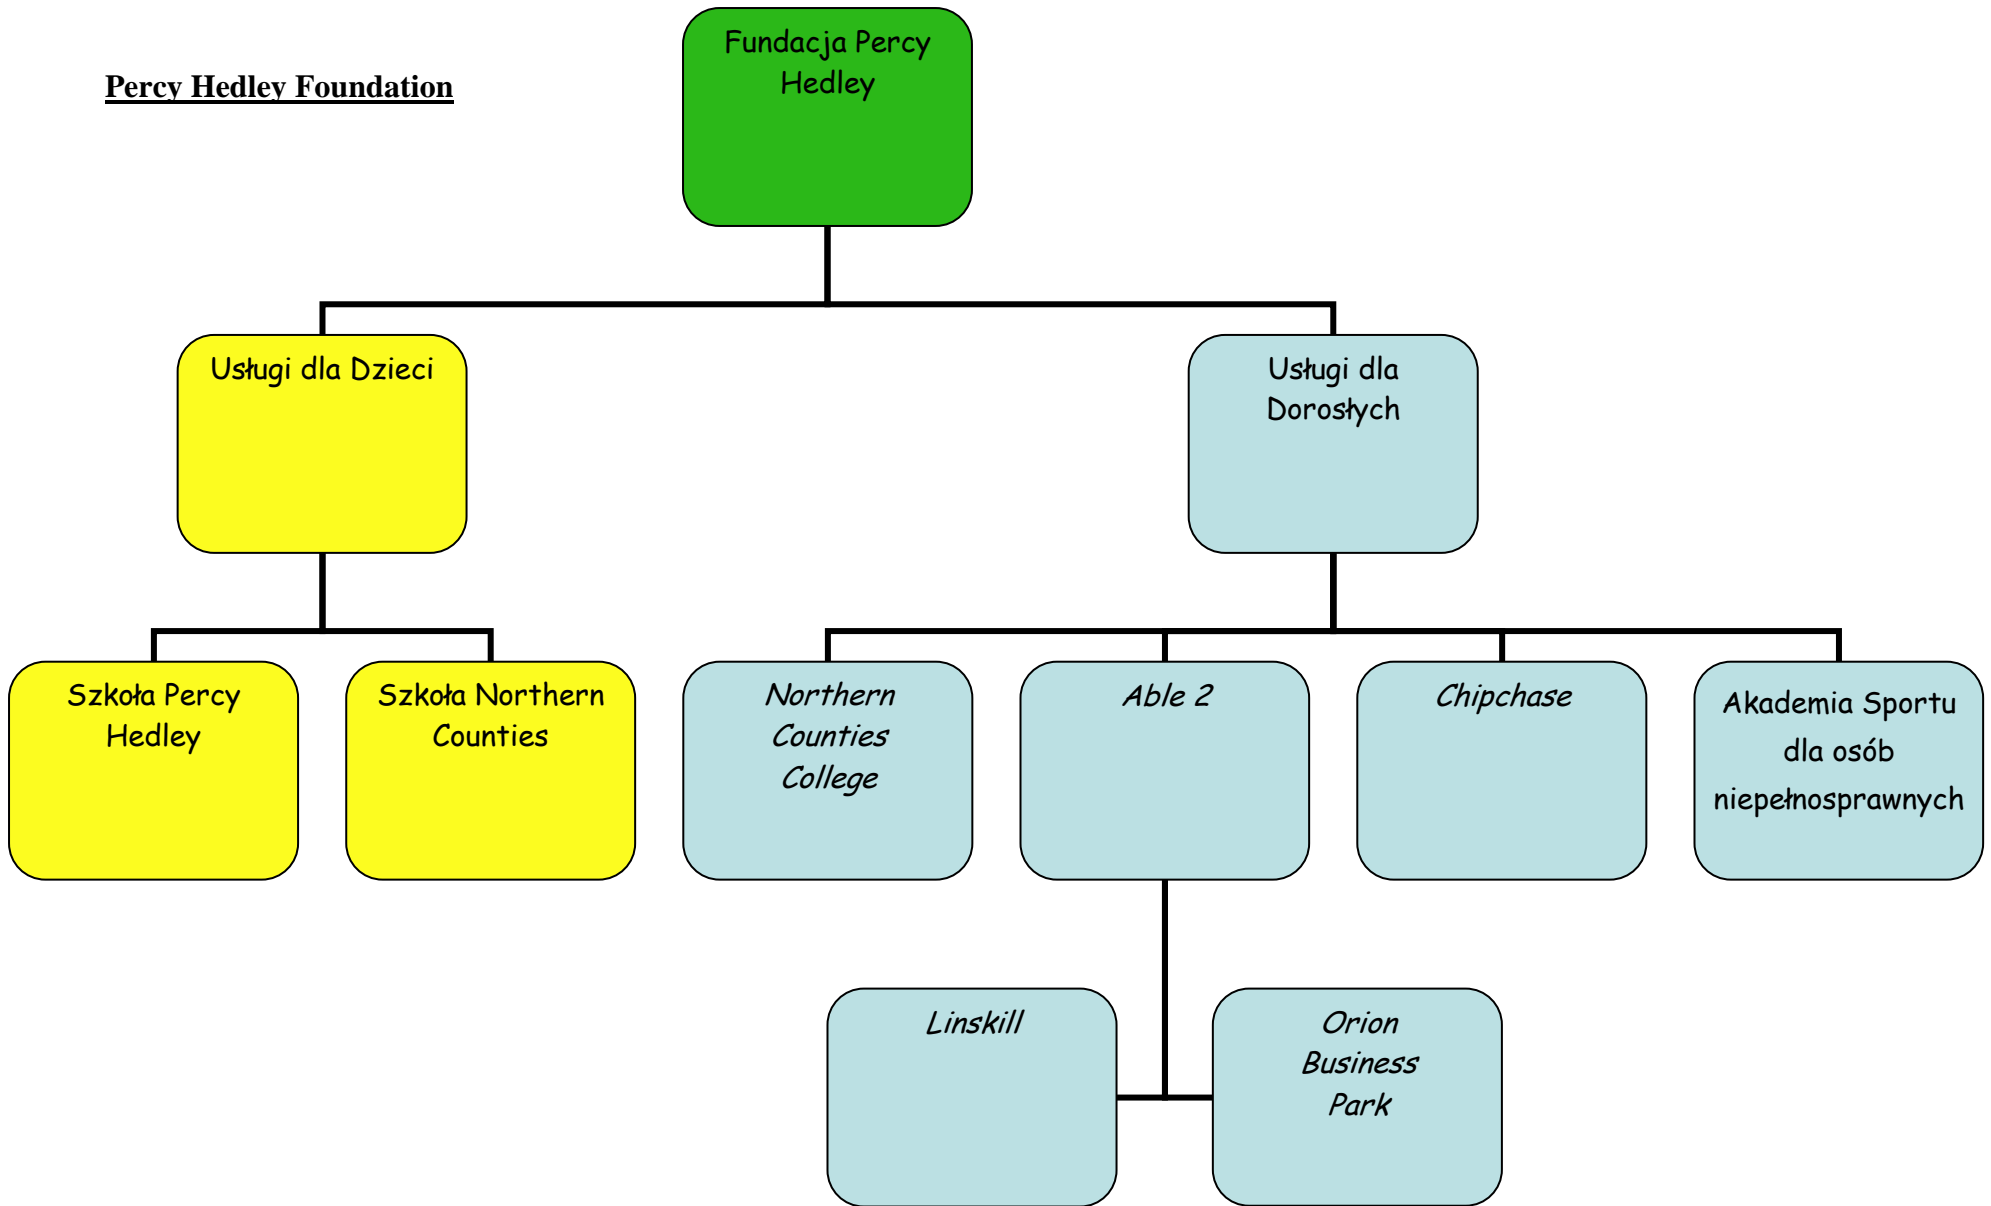 Fundacja Percy
Hedley
Percy Hedley Foundation
Usługi dla Dzieci
Usługi dla
Dorosłych
Szkoła Percy
Hedley
Szkoła Northern
Counties
Northern
Counties
College
Able 2
Chipchase
Akademia Sportu
dla osób
niepełnosprawnych
Linskill
Orion
Business
Park